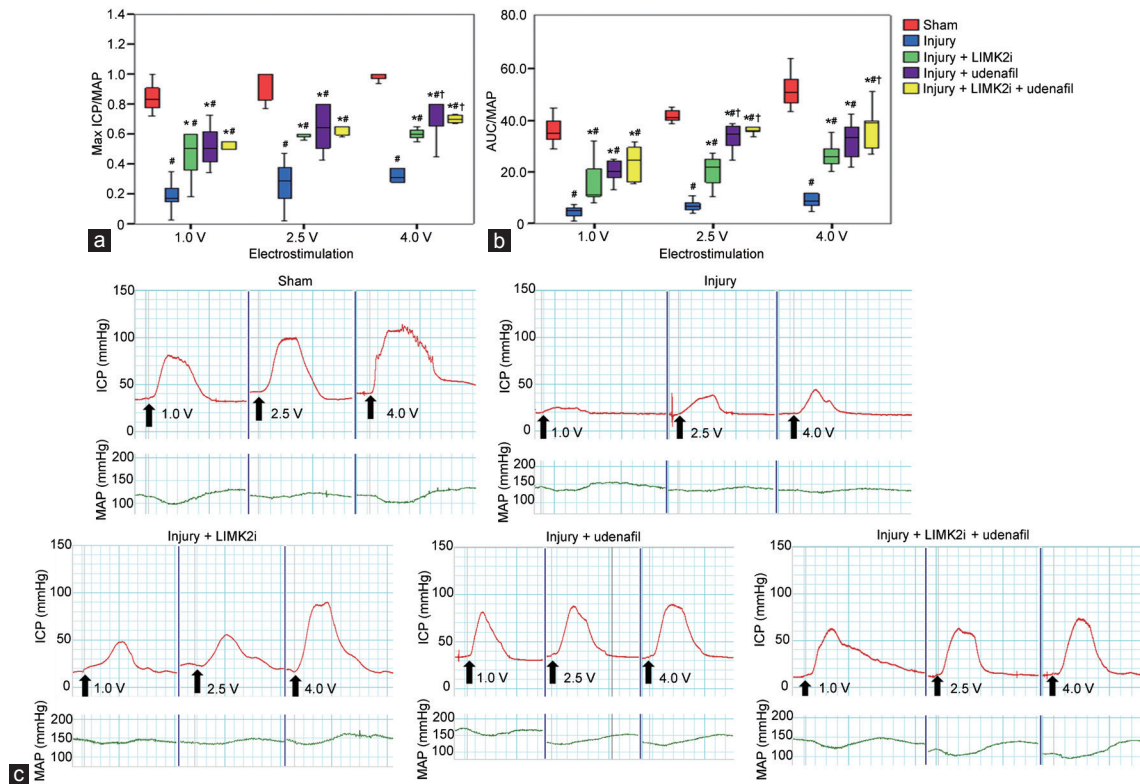 1.4
1.2
1.0
0.8
0.6
0.4
0.2
0
Max ICP/MAP
# *# *# *#
# *# *# *#
# *# *#† *#†
1.0 V 2.5 V 4.0 V
Electrostimulation
a
80.0
60.0
40.0
20.0
0.0
AUC/MAP
# *# *# *#
# *# *#† *#†
# *# *# *#†
1.0 V 2.5 V 4.0 V
Electrostimulation
b
Sham
Injury
Injury + LIMK2i
Injury + udenafil
Injury + LIMK2i + udenafil
Sham
150
100
50
0
ICP (mmHg)
1.0 V 2.5 V 4.0 V
200
150
100
MAP (mmHg)
Injury
150
100
50
0
ICP (mmHg)
1.0 V 2.5 V 4.0 V
200
150
100
MAP (mmHg)
Injury + LIMK2i
150
100
50
0
ICP (mmHg)
1.0 V 2.5 V 4.0 V
200
150
100
MAP (mmHg)
Injury + udenafil
150
100
50
0
ICP (mmHg)
1.0 V 2.5 V 4.0 V
200
150
100
MAP (mmHg)
Injury + LIMK2i + udenafil
150
100
50
0
ICP (mmHg)
1.0 V 2.5 V 4.0 V
200
150
100
MAP (mmHg)
c